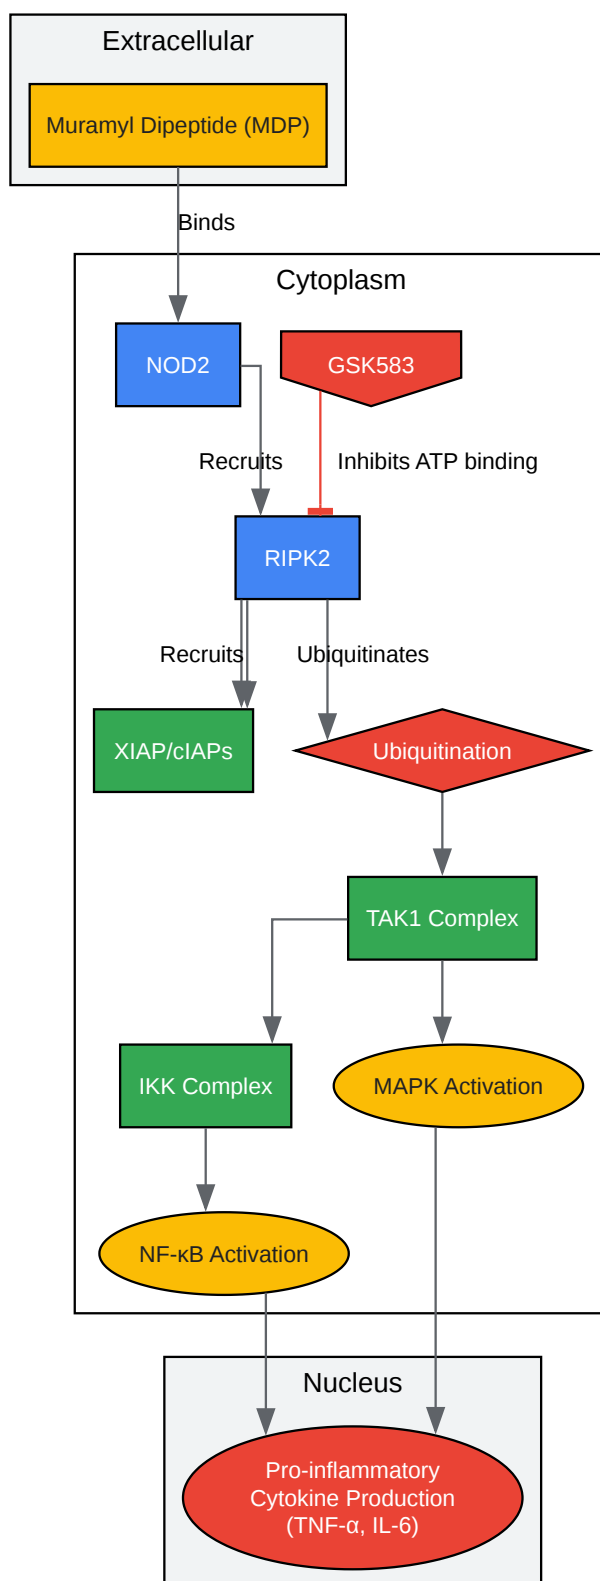 Extracellular
Muramyl Dipeptide (MDP)
Binds
Cytoplasm
NOD2
GSK583
Recruits
Inhibits ATP binding
RIPK2
Recruits
Ubiquitinates
XIAP/cIAPs
Ubiquitination
TAK1 Complex
IKK Complex
MAPK Activation
NF-κB Activation
Nucleus
Pro-inflammatory
Cytokine Production
(TNF-α, IL-6)